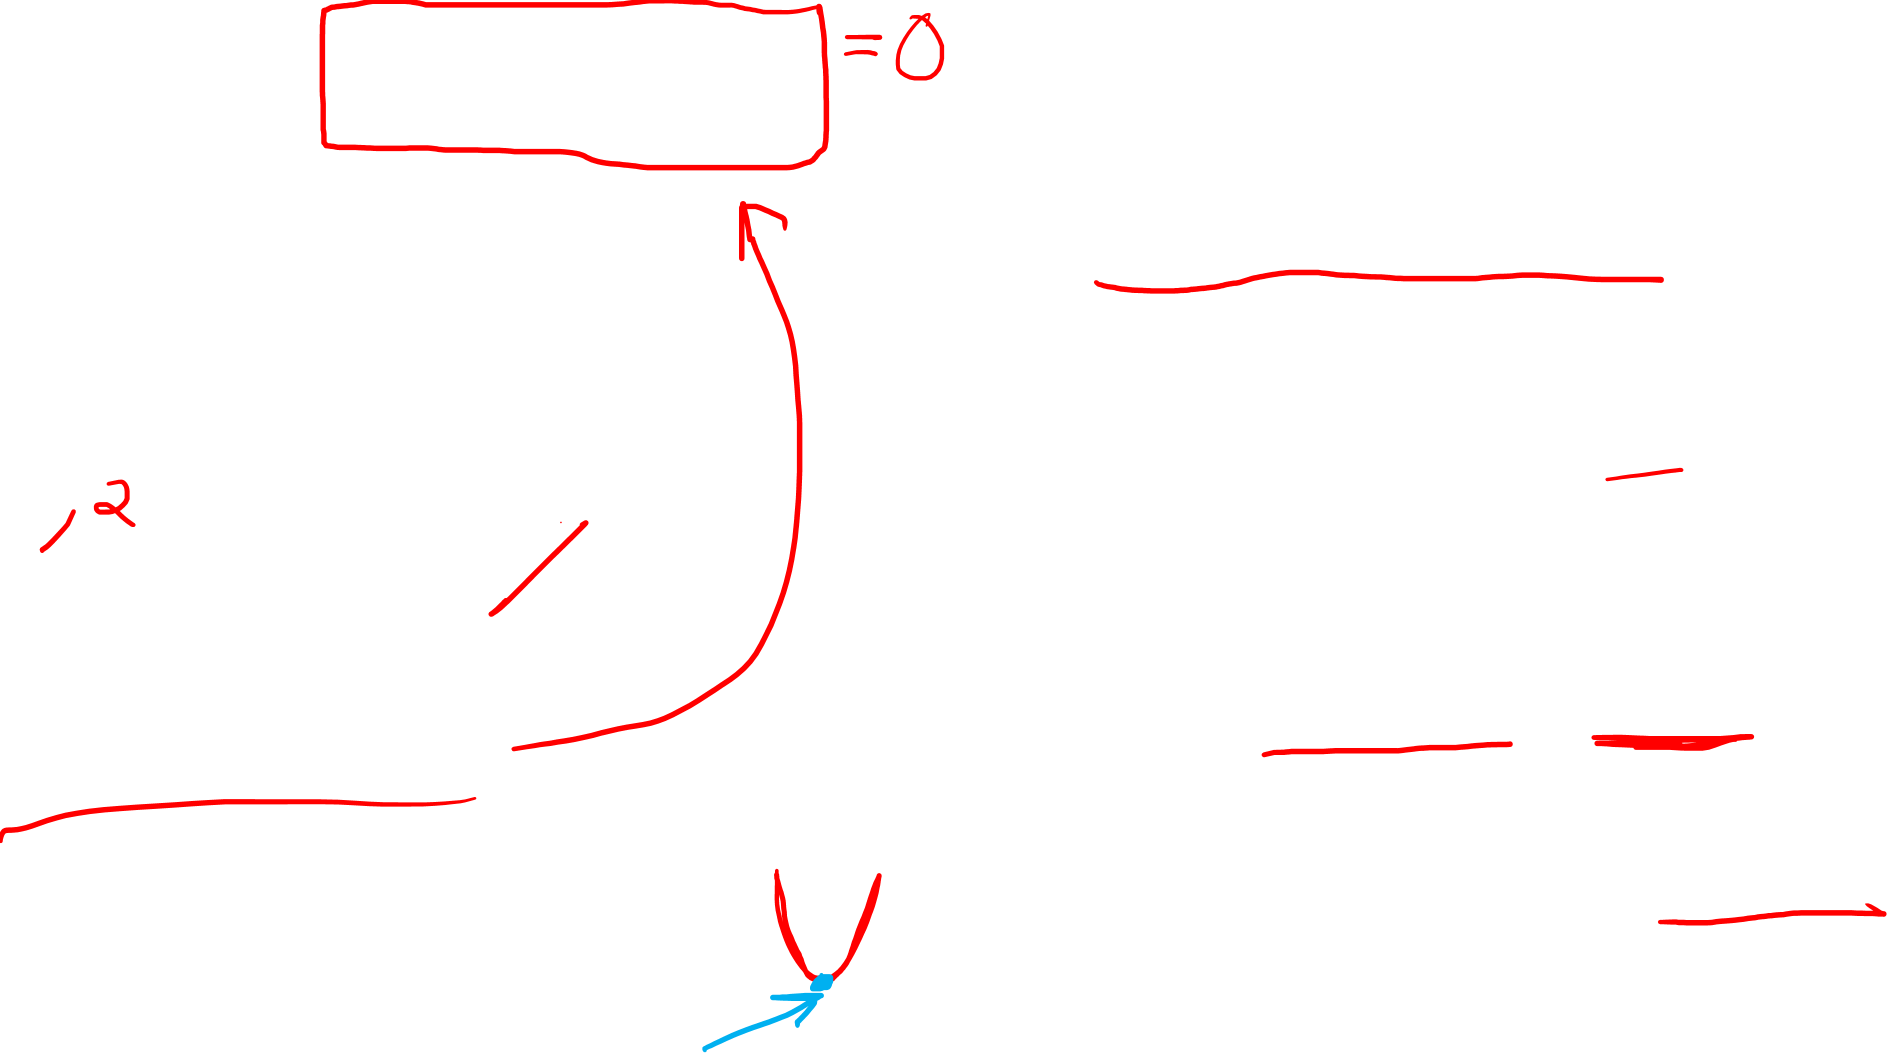 = 0
, 2